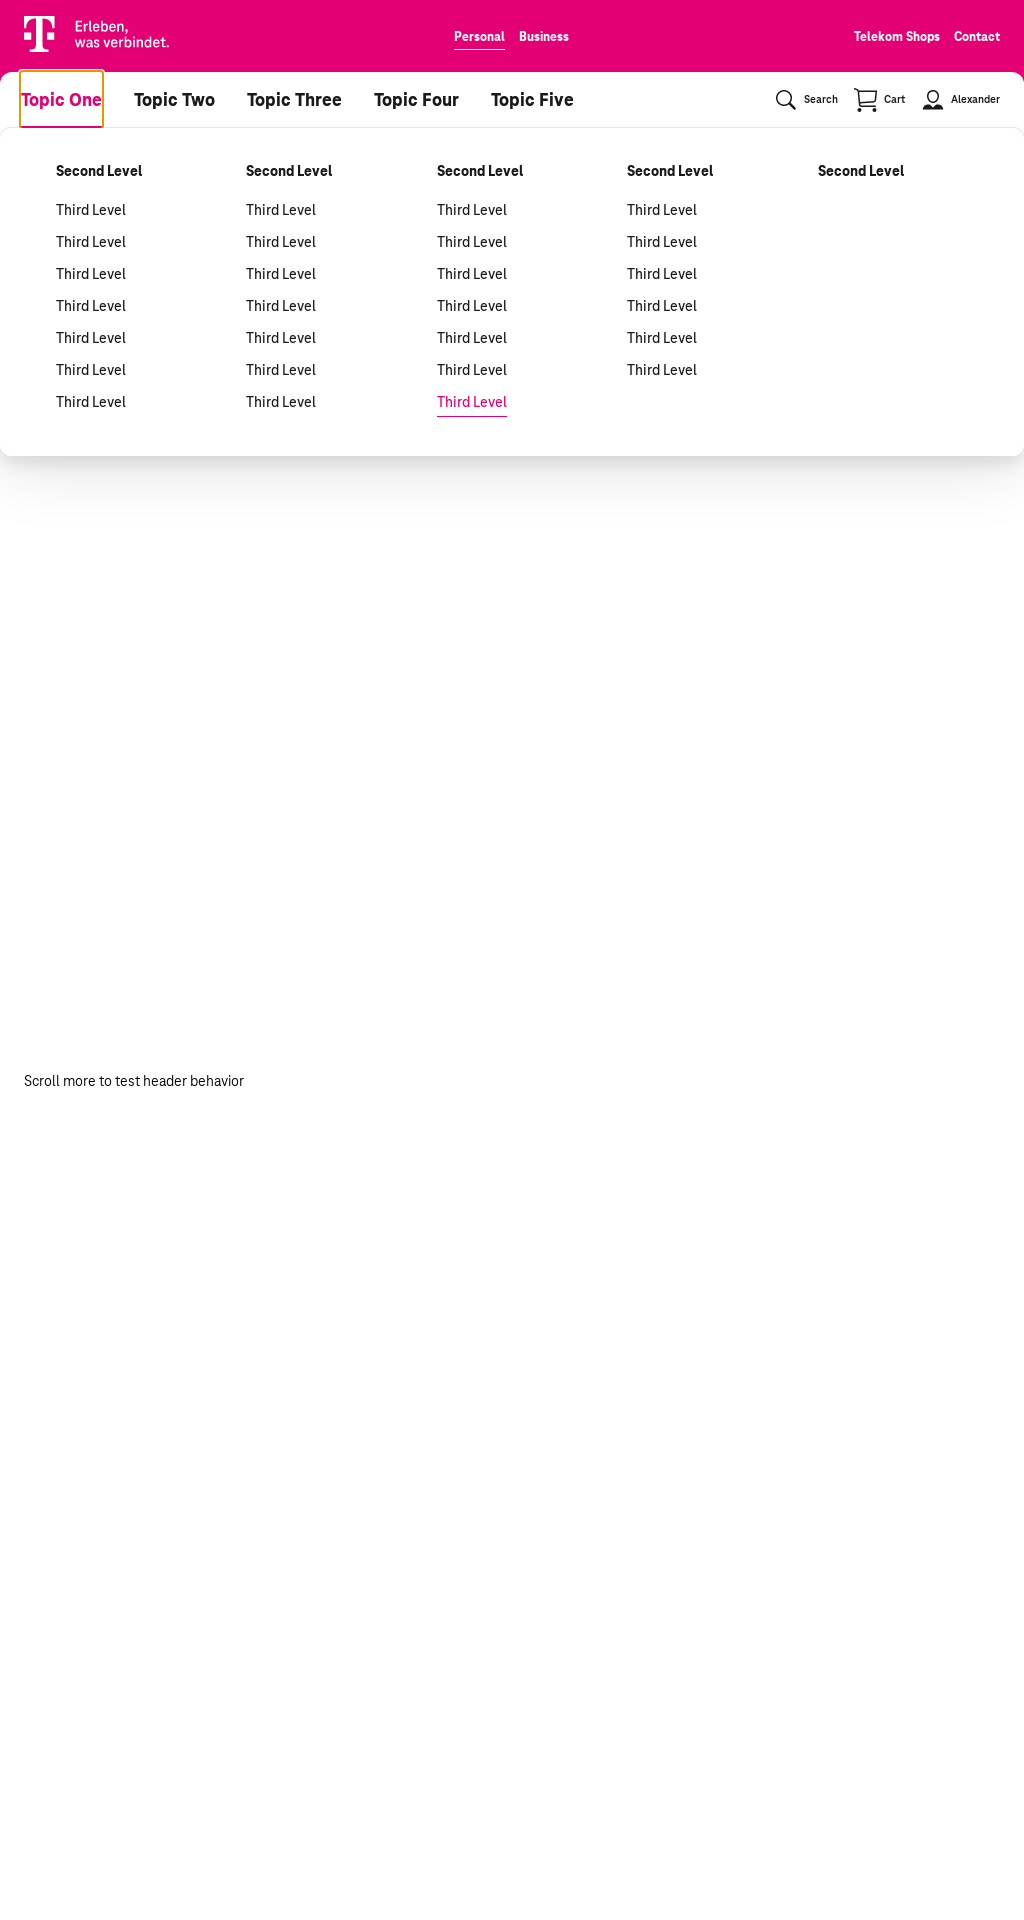 Erleben,
was verbindet.
Personal Business
Telekom Shops Contact
Topic One Topic Two Topic Three Topic Four Topic Five
Search Cart Alexander
Second Level Second Level Second Level Second Level Second Level
Third Level Third Level Third Level Third Level
Third Level Third Level Third Level Third Level
Third Level Third Level Third Level Third Level
Third Level Third Level Third Level Third Level
Third Level Third Level Third Level Third Level
Third Level Third Level Third Level Third Level
Third Level Third Level Third Level
Scroll more to test header behavior